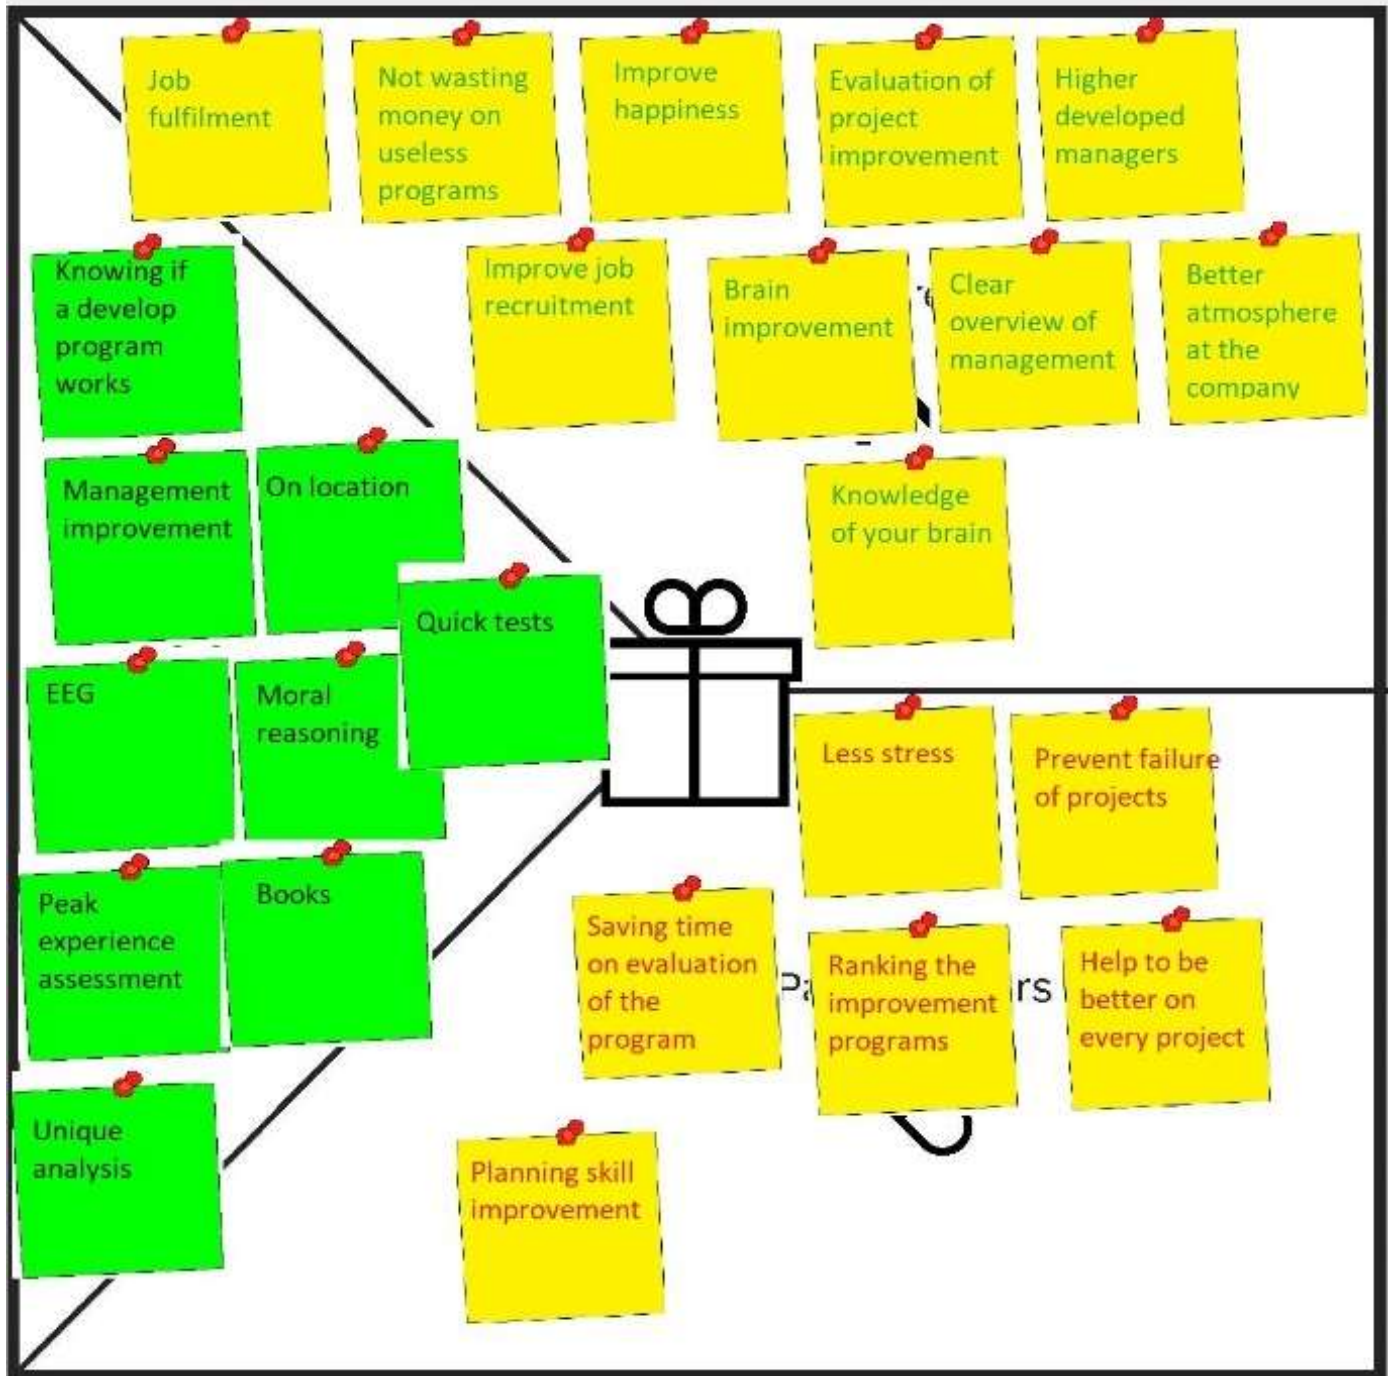 Job
fulfilment
Not wasting
money on
useless
programs
Improve
happiness
Evaluation of
project
improvement
Higher
developed
managers
Knowing if
a develop
program
works
Improve job
recruitment
Brain
improvement
Clear
overview of
management
Better
atmosphere
at the
company
Management
improvement
On location
Knowledge
of your brain
Quick tests
EEG
Moral
reasoning
Less stress
Prevent failure
of projects
Peak
experience
assessment
Books
Saving time
on evaluation
of the
program
Ranking the
improvement
programs
Help to be
better on
every project
Unique
analysis
Planning skill
improvement